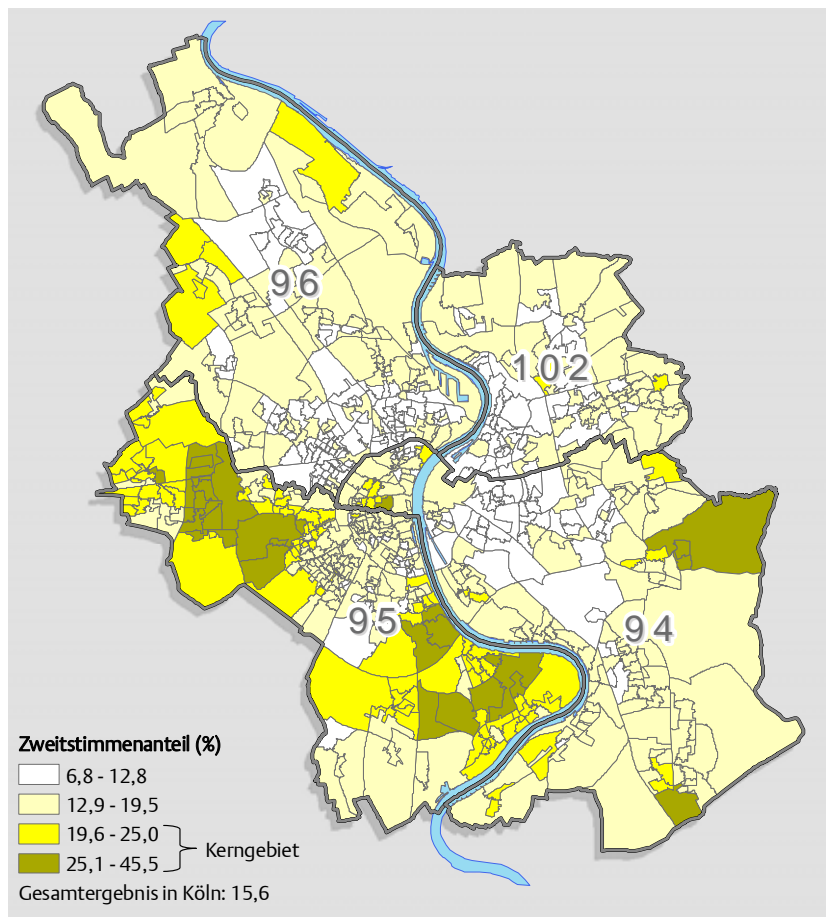 96
102
95
94
Zweitstimmenanteil (%)
6,8 - 12,8
12,9 - 19,5
19,6 - 25,0
25,1 - 45,5
Kerngebiet
Gesamtergebnis in Köln: 15,6